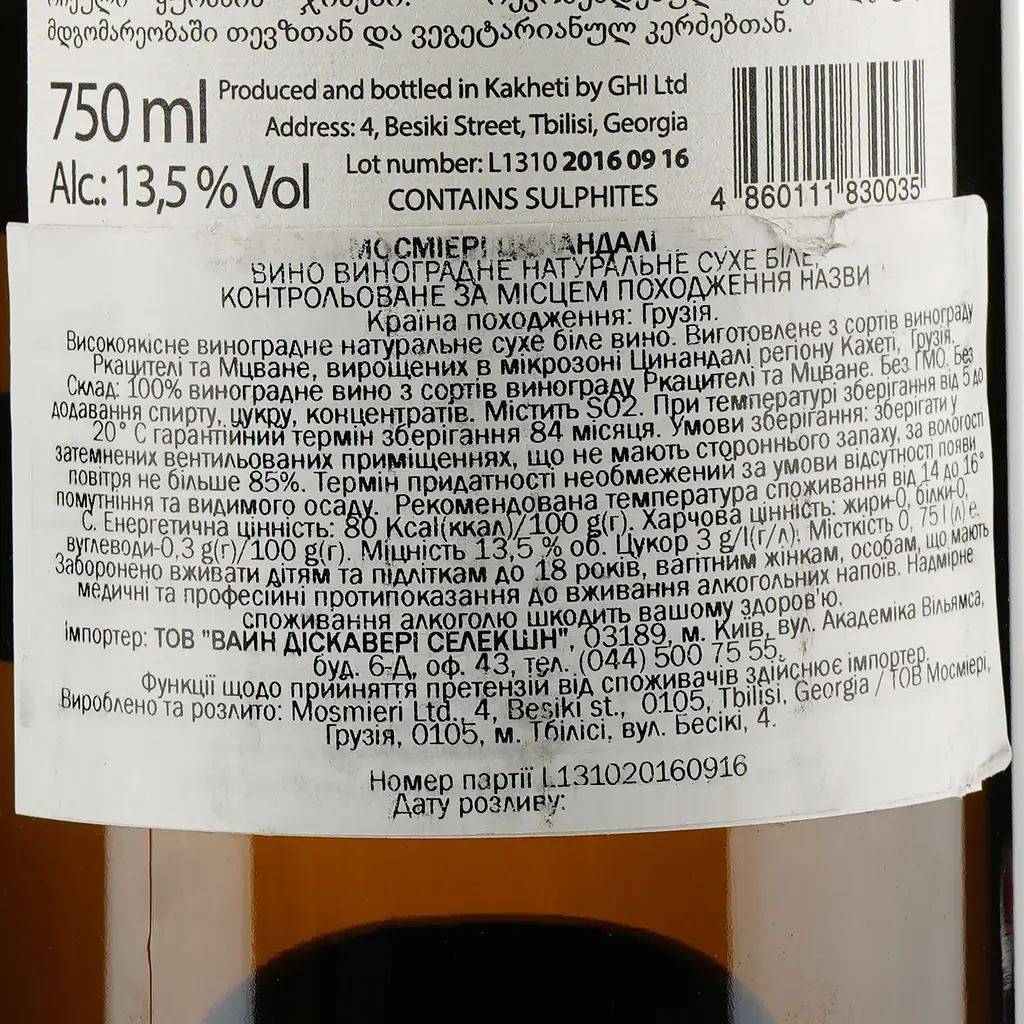 მდგომარეობაში თევზთან და ვეგეტარიანულ კერძებთან.
750 ml
Alc.: 13,5 % Vol
Produced and bottled in Kakheti by GHI Ltd
Address: 4, Besiki Street, Tbilisi, Georgia
Lot number: L1310 2016 09 16
CONTAINS SULPHITES
4 860111 830035
МОСМІЕРІ ЦИНАНДАЛІ
ВИНО ВИНОГРАДНЕ НАТУРАЛЬНЕ СУХЕ БІЛЕ,
КОНТРОЛЬОВАНЕ ЗА МІСЦЕМ ПОХОДЖЕННЯ НАЗВИ
Країна походження: Грузія.
Високоякісне виноградне натуральне сухе біле вино. Виготовлене з сортів винограду
Ркацителі та Мцване, вирощених в мікрозоні Цинандалі регіону Кахеті, Грузія.
Склад: 100% виноградне вино з сортів винограду Ркацителі та Мцване. Без ГМО. Без
додавання спирту, цукру, концентратів. Містить SO2. При температурі зберігання від 5 до
20° С гарантійний термін зберігання 84 місяця. Умови зберігання: зберігати у
затемнених вентильованих приміщеннях, що не мають стороннього запаху, за вологості
повітря не більше 85%. Термін придатності необмежений за умови відсутності появи
помутніння та видимого осаду. Рекомендована температура споживання від 14 до 16°
С. Енергетична цінність: 80 Kcal(ккал)/100 g(г). Харчова цінність: жири-0, білки-0,
вуглеводи-0,3 g(г)/100 g(г). Міцність 13,5 % об. Цукор 3 g/l(г/л). Місткість 0, 75 l (л) е.
Заборонено вживати дітям та підліткам до 18 років, вагітним жінкам, особам, що мають
медичні та професійні протипоказання до вживання алкогольних напоїв. Надмірне
споживання алкоголю шкодить вашому здоров'ю.
Імпортер: ТОВ "ВАЙН ДІСКАВЕРІ СЕЛЕКШН", 03189, м. Київ, вул. Академіка Вільямса,
буд. 6-Д, оф. 43, тел. (044) 500 75 55.
Функції щодо прийняття претензій від споживачів здійснює імпортер.
Вироблено та розлито: Mosmieri Ltd., 4, Besiki st., 0105, Tbilisi, Georgia / ТОВ Мосмієрі,
Грузія, 0105, м. Тбілісі, вул. Бесікі, 4.
Номер партії L131020160916
Дату розливу: